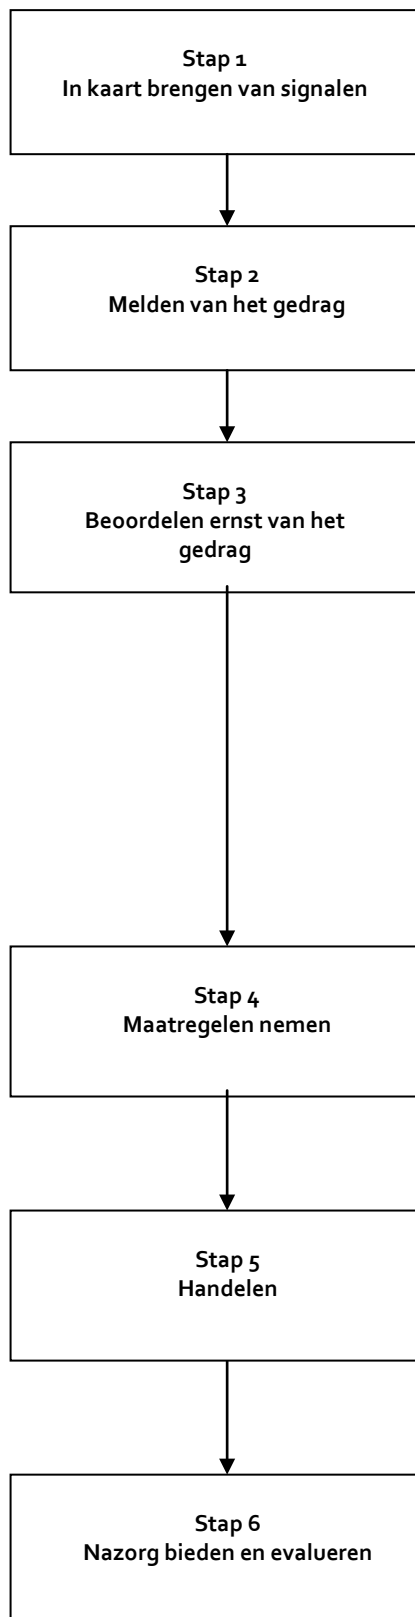 Stap 1
In kaart brengen van signalen
Stap 2
Melden van het gedrag
Stap 3
Beoordelen ernst van het
gedrag
Stap 4
Maatregelen nemen
Stap 5
Handelen
Stap 6
Nazorg bieden en evalueren